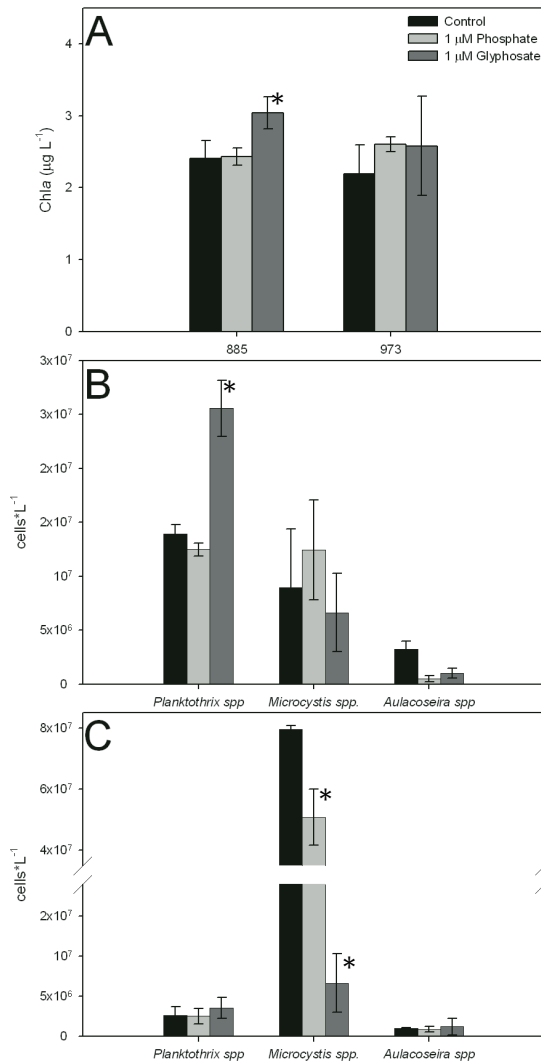 A
Control
1 µM Phosphate
1 µM Glyphosate
*
Chla (µg L⁻¹)
4
3
2
1
0
885 973
B
3x10⁷
2x10⁷
2x10⁷
10⁷
5x10⁶
0
*
cells*L⁻¹
Planktothrix spp Microcystis spp. Aulacoseira spp
C
8x10⁷
6x10⁷
4x10⁷
2x10⁷
10⁷
5x10⁶
0
*
*
cells*L⁻¹
Planktothrix spp Microcystis spp. Aulacoseira spp